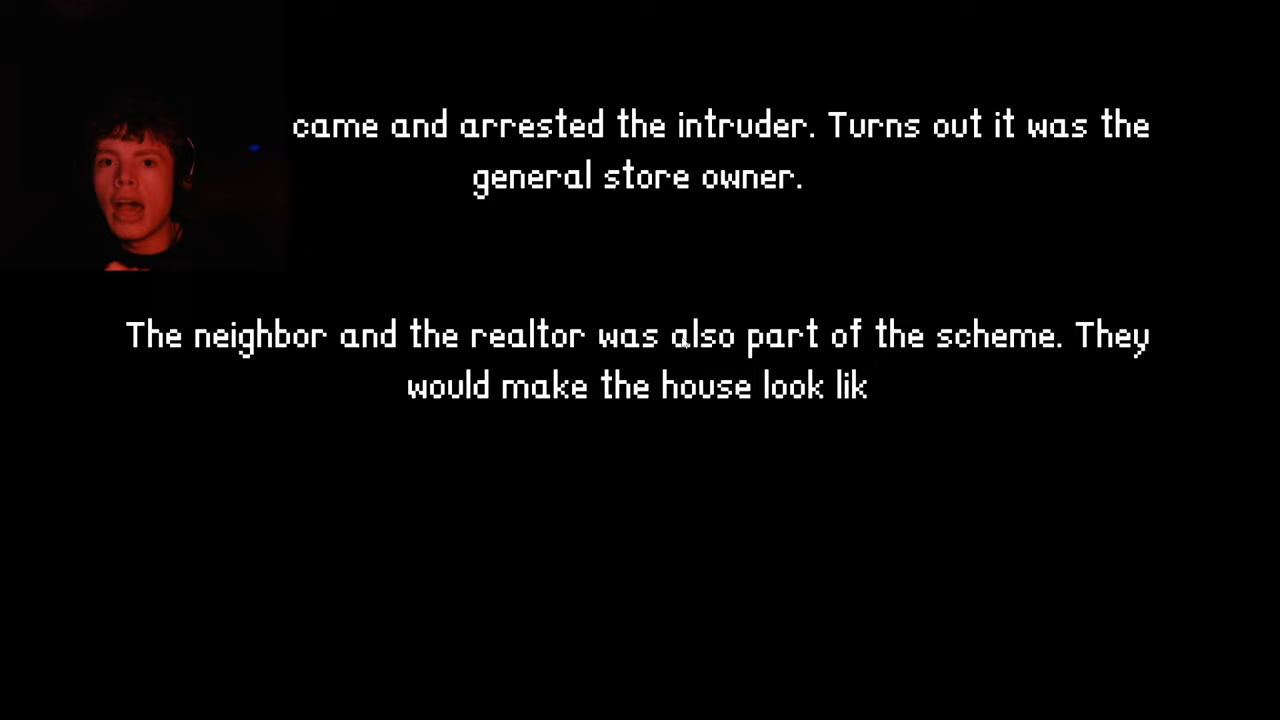 came and arrested the intruder. Turns out it was the
general store owner.
The neighbor and the realtor was also part of the scheme. They
would make the house look lik